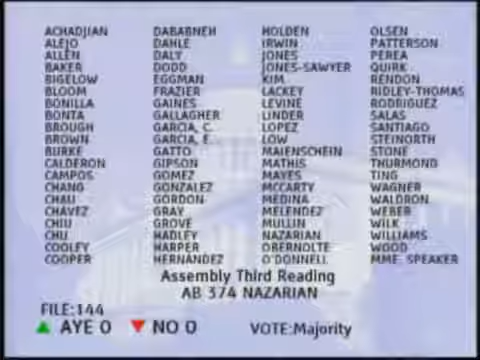 ACHADJIAN DABABNEH HOLDEN OLSEN
ALEJO DAHLE IRWIN PATTERSON
ALLEN DALY JONES PEREA
BAKER DODD JONES-SAWYER QUIRK
BIGELOW EGGMAN KIM RENDON
BLOOM FRAZIER LACKEY RIDLEY-THOMAS
BONILLA GAINES LEVINE RODRIGUEZ
BONTA GALLAGHER LINDER SALAS
BROUGH GARCIA, C. LOPEZ SANTIAGO
BROWN GARCIA, E. LOW STEINORTH
BURKE GATTO MAIENSCHEIN STONE
CALDERON GIPSON MATHIS THURMOND
CAMPOS GOMEZ MAYES TING
CHANG GONZALEZ MCCARTY WAGNER
CHAU GORDON MEDINA WALDRON
CHAVEZ GRAY MELENDEZ WEBER
CHIU GROVE MULLIN WILK
CHU HADLEY NAZARIAN WILLIAMS
COOLEY HARPER OBERNOLTE WOOD
COOPER HERNANDEZ O'DONNELL MME. SPEAKER
Assembly Third Reading
AB 374 NAZARIAN
FILE:144
AYE 0 NO 0 VOTE:Majority